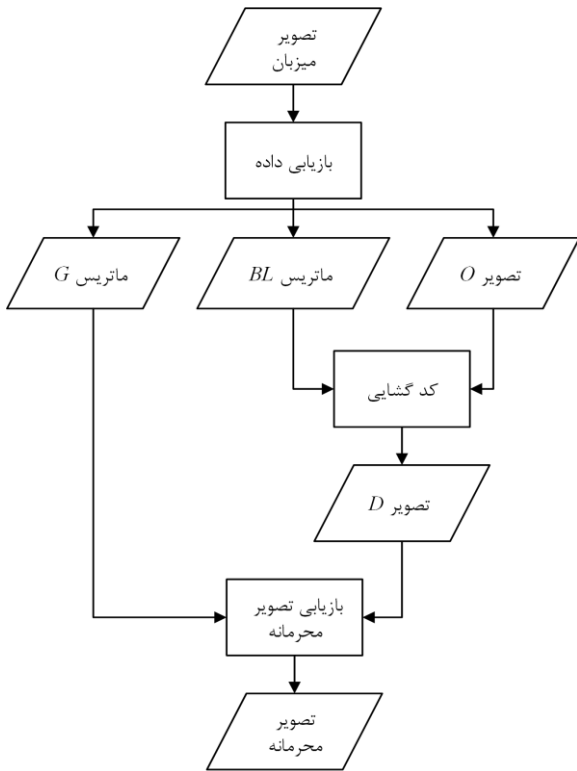 تصویر
میزبان
بازیابی داده
تصویر O
ماتریس BL
ماتریس G
کد گشایی
تصویر D
بازیابی تصویر
محرمانه
تصویر
محرمانه